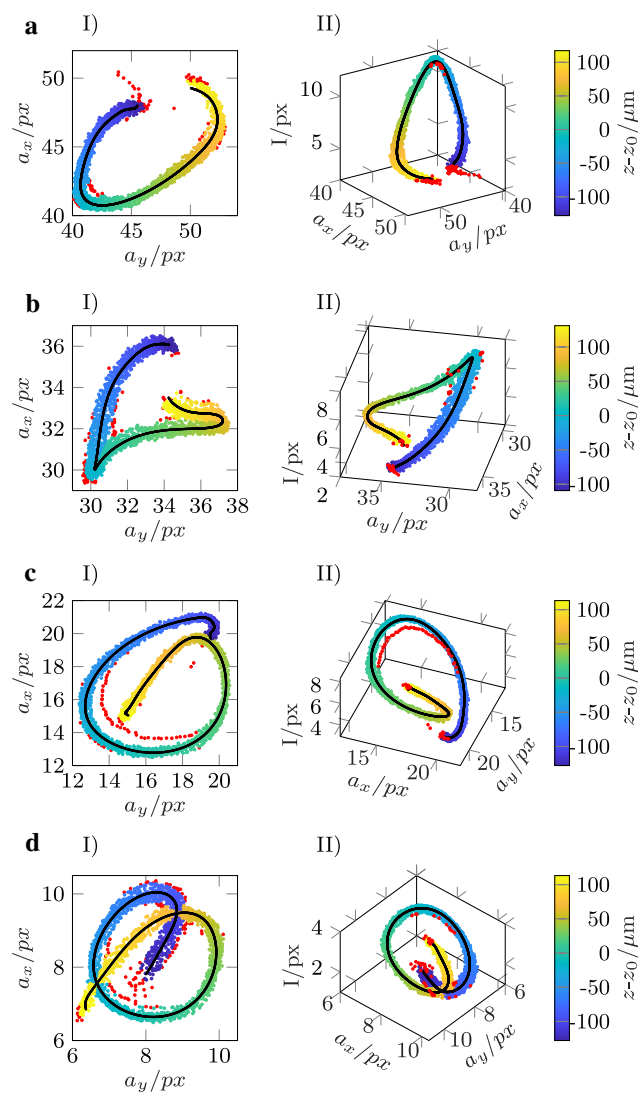 a I) II)
50
47
43
40
a_x/px
40 43 47 50
a_y/px
10
5
I/px
40
45
50
a_x/px
50
40
a_y/px
100
50
0
-50
-100
z-z_0/μm
b I) II)
36
34
32
30
a_x/px
30 32 34 36 38
a_y/px
8
6
4
2
I/px
35
30
a_y/px
30
35
a_x/px
100
50
0
-50
-100
z-z_0/μm
c I) II)
22
20
18
16
14
12
a_x/px
12 14 16 18 20
a_y/px
8
6
4
I/px
15
20
a_x/px
15
20
a_y/px
100
50
0
-50
-100
z-z_0/μm
d I) II)
10
8
6
a_x/px
6 8 10
a_y/px
4
2
I/px
6
8
10
a_x/px
6
8
10
a_y/px
100
50
0
-50
-100
z-z_0/μm